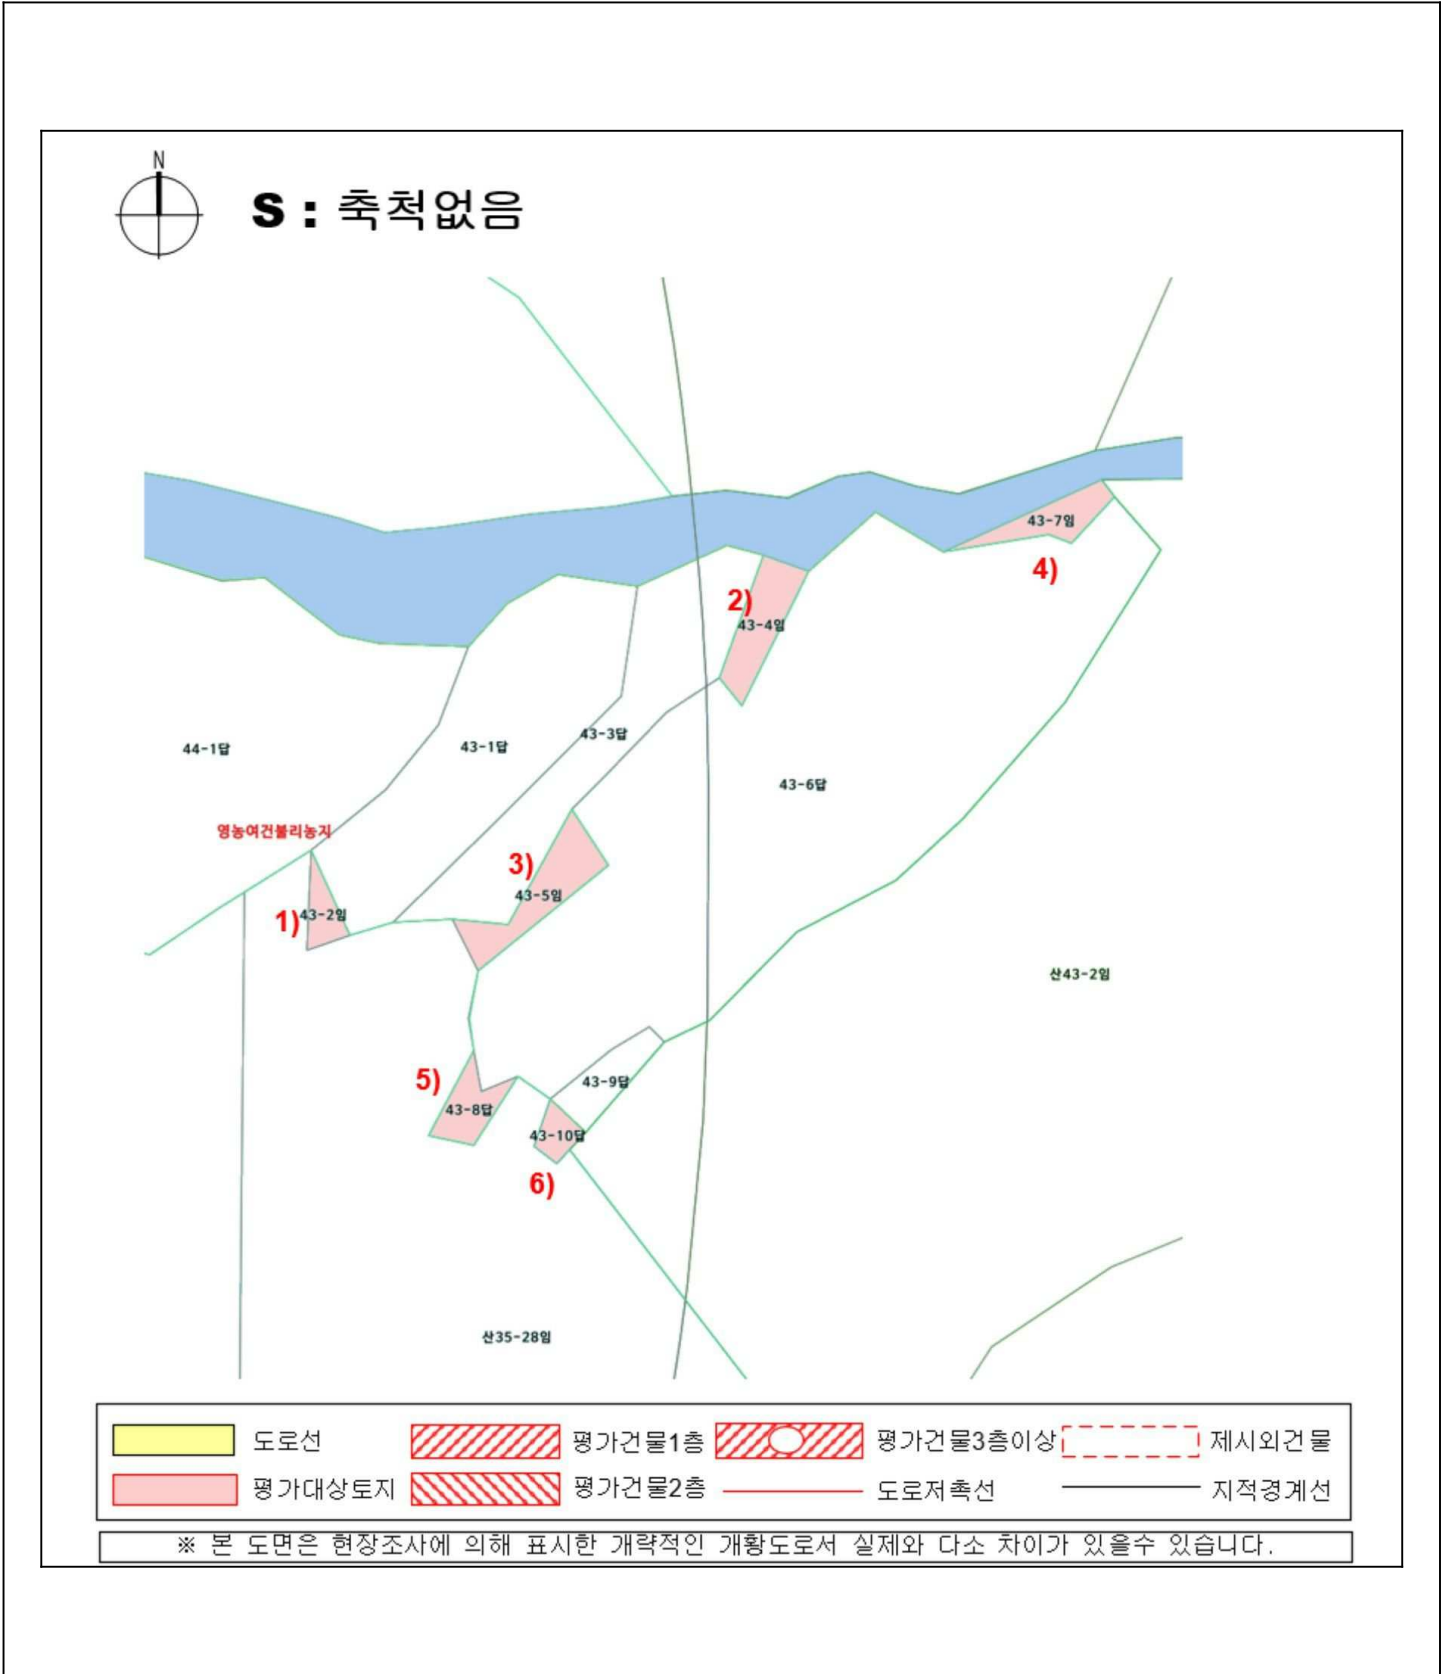 N
S : 축척없음
43-7임
4)
2)
43-4임
43-3답
44-1답
43-1답
43-6답
영농여건불리농지
3)
43-5임
1)
43-2임
산43-2임
5)
43-9답
43-8답
43-10답
6)
산35-28임
도로선 평가건물1층 평가건물3층이상 제시외건물
평가대상토지 평가건물2층 도로저촉선 지적경계선
※ 본 도면은 현장조사에 의해 표시한 개략적인 개황도로서 실제와 다소 차이가 있을수 있습니다.